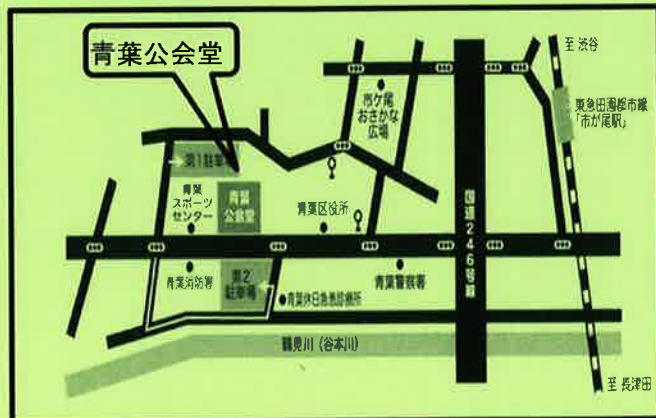 青葉公会堂
至 渋谷
東急田園都市線
「市が尾駅」
市ケ尾
おさかな
広場
第1駐車場
青葉
スポーツ
センター
青葉
公会堂
青葉区役所
国道246号線
青葉消防署
第2
駐車場
青葉警察署
青葉休日急患診療所
鶴見川 (谷本川)
至 長津田